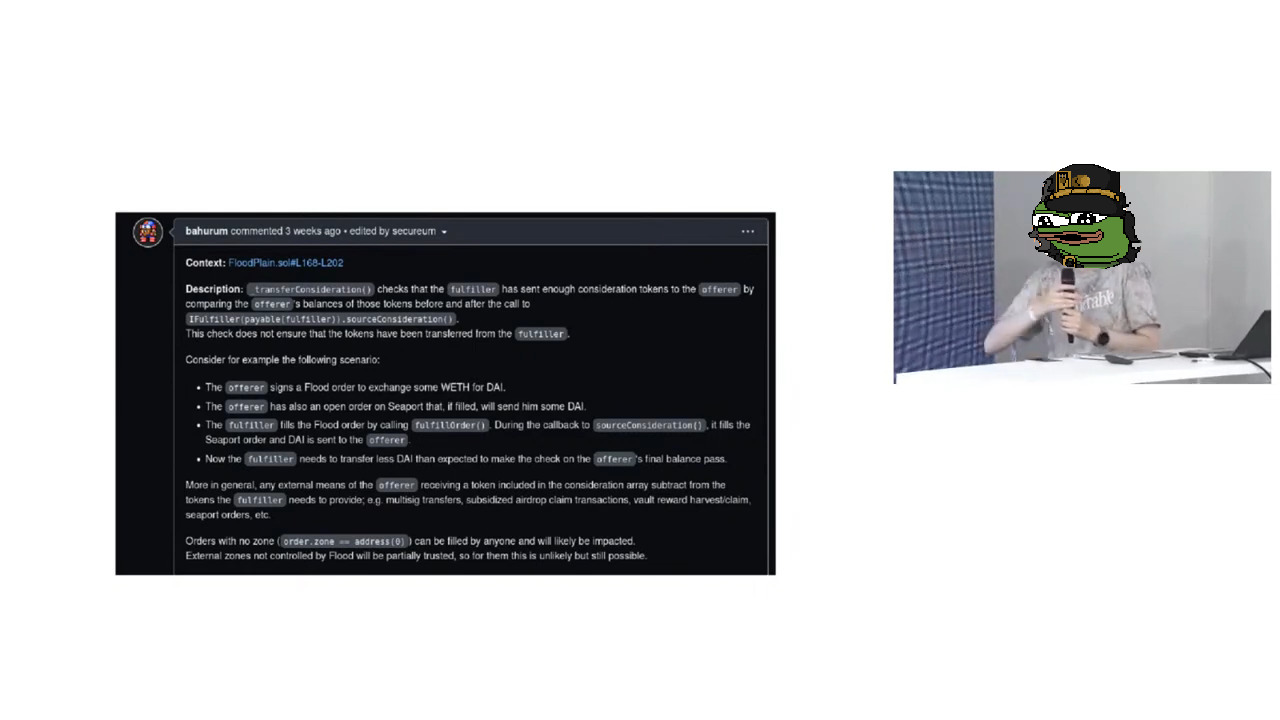 bahurum commented 3 weeks ago • edited by secureum
Context: FloodPlain.sol#L168-L202
Description: _transferConsideration() checks that the fulfiller has sent enough consideration tokens to the offerer by
comparing the offerer's balances of those tokens before and after the call to
IFulfiller(payable(fulfiller)).sourceConsideration().
This check does not ensure that the tokens have been transferred from the fulfiller.
Consider for example the following scenario:
• The offerer signs a Flood order to exchange some WETH for DAI.
• The offerer has also an open order on Seaport that, if filled, will send him some DAI.
• The fulfiller fills the Flood order by calling fulfillOrder(). During the callback to sourceConsideration(), it fills the
Seaport order and DAI is sent to the offerer.
• Now the fulfiller needs to transfer less DAI than expected to make the check on the offerer's final balance pass.
More in general, any external means of the offerer receiving a token included in the consideration array subtract from the
tokens the fulfiller needs to provide; e.g. multisig transfers, subsidized airdrop claim transactions, vault reward harvest/claim,
seaport orders, etc.
Orders with no zone (order.zone == address(0)) can be filled by anyone and will likely be impacted.
External zones not controlled by Flood will be partially trusted, so for them this is unlikely but still possible.